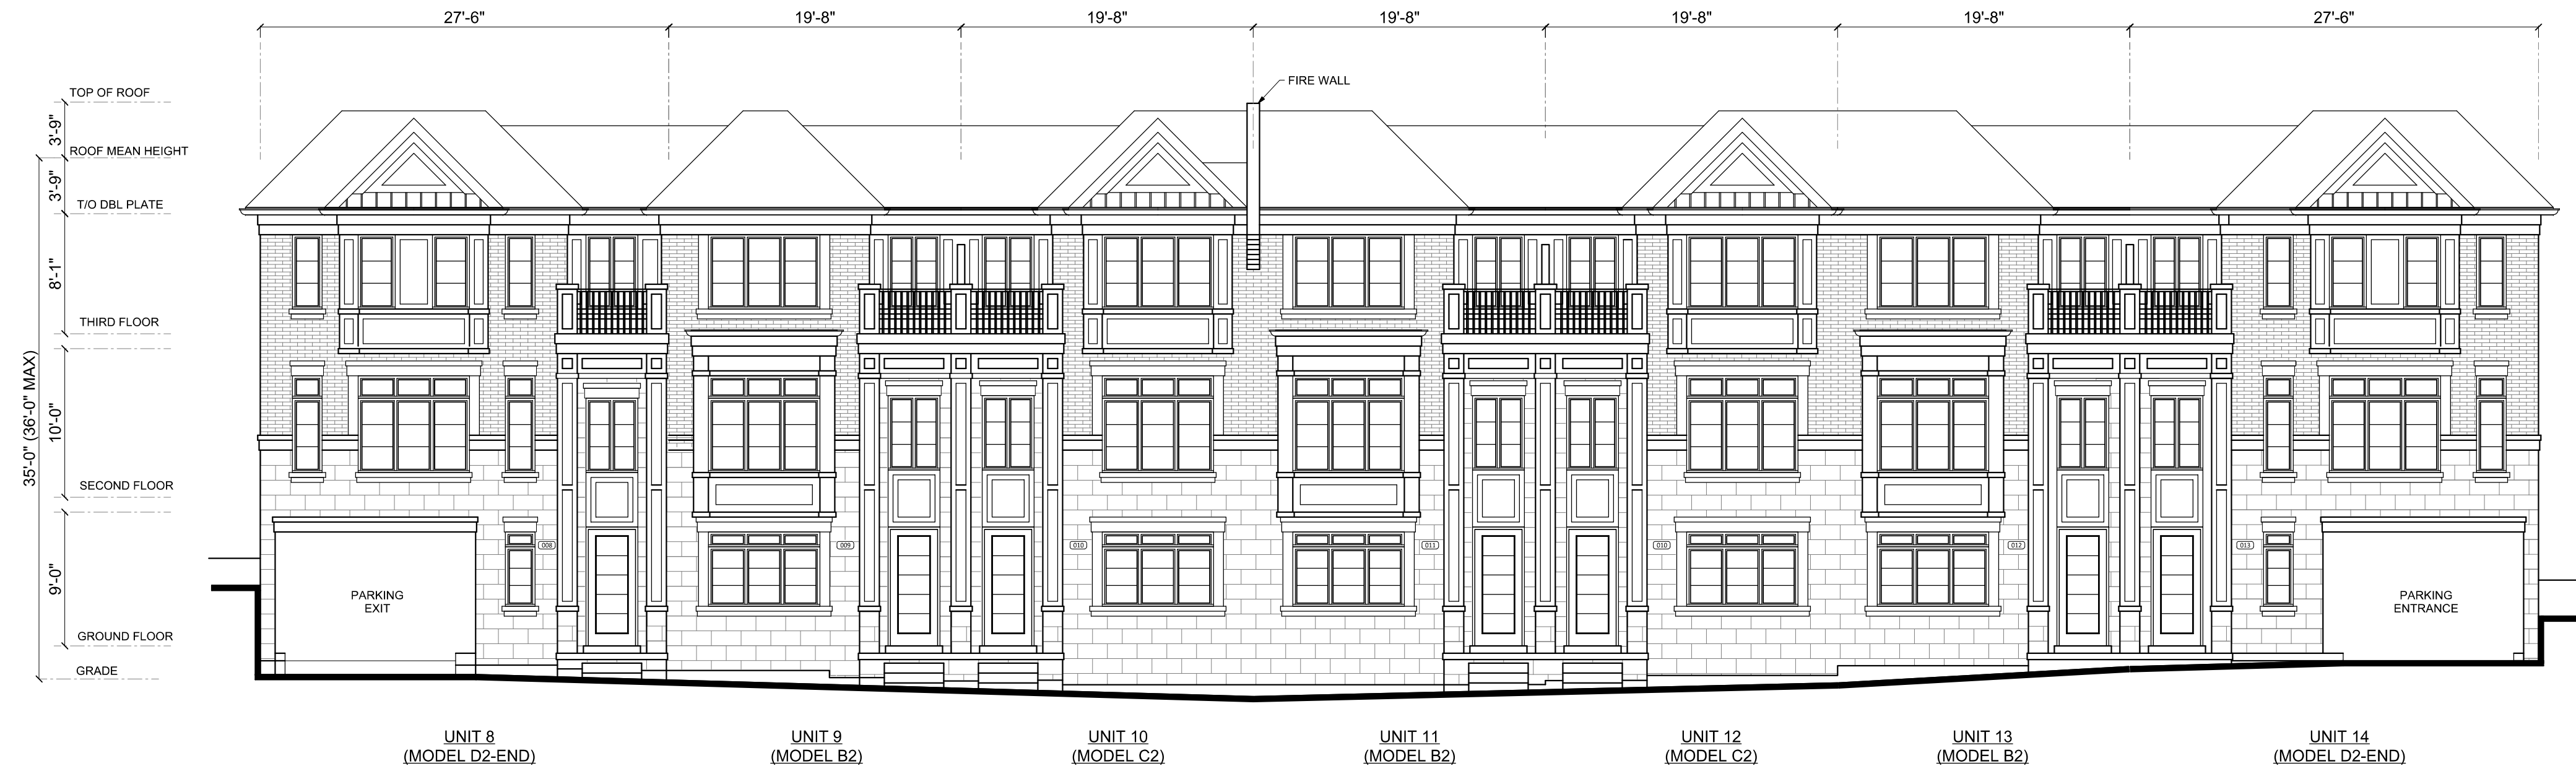 27'-6" 19'-8" 19'-8" 19'-8" 19'-8" 19'-8" 27'-6"
FIRE WALL
TOP OF ROOF
3'-9"
ROOF MEAN HEIGHT
3'-9"
T/O DBL PLATE
8'-1"
THIRD FLOOR
35'-0" (36'-0" MAX)
10'-0"
SECOND FLOOR
9'-0"
GROUND FLOOR
GRADE
008 009 010 011 010 012 013
PARKING
EXIT
PARKING
ENTRANCE
UNIT 8
(MODEL D2-END)
UNIT 9
(MODEL B2)
UNIT 10
(MODEL C2)
UNIT 11
(MODEL B2)
UNIT 12
(MODEL C2)
UNIT 13
(MODEL B2)
UNIT 14
(MODEL D2-END)